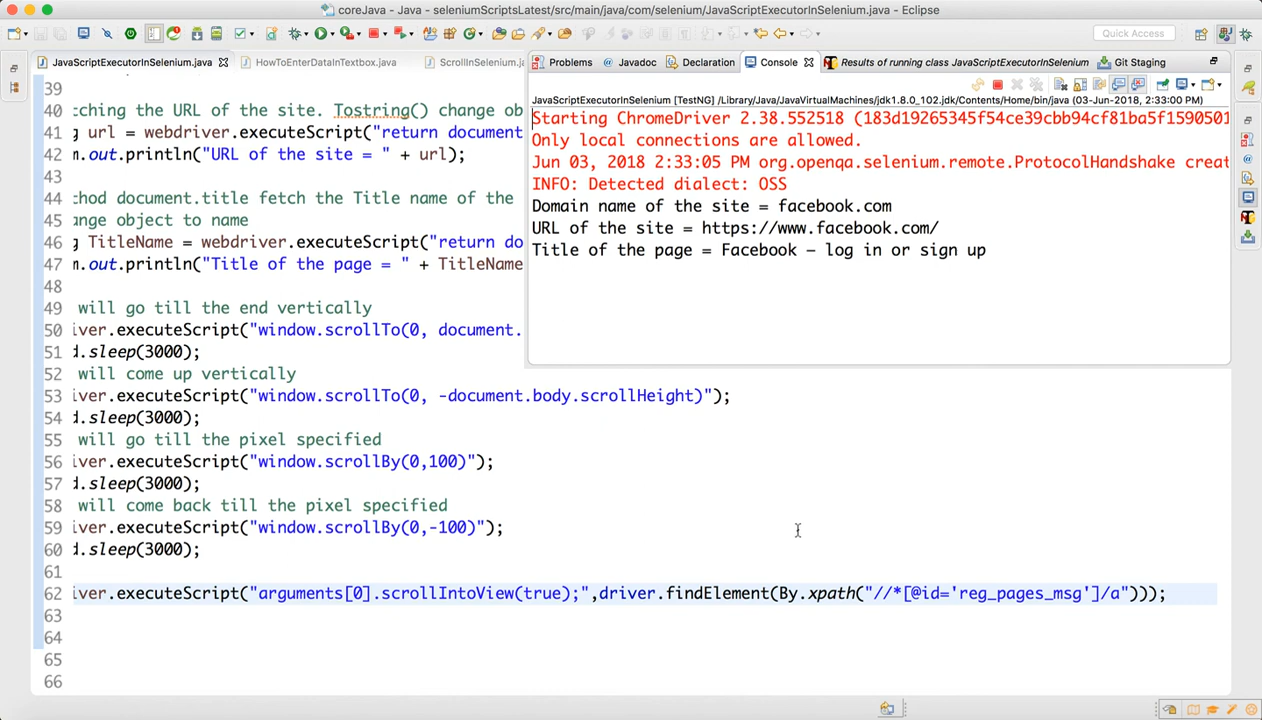 coreJava - Java - seleniumScriptsLatest/src/main/java/com/selenium/JavaScriptExecutorInSelenium.java - Eclipse
Quick Access
JavaScriptExecutorInSelenium.java
HowToEnterDataInTextbox.java
ScrollInSelenium.j
Problems
Javadoc
Declaration
Console
Results of running class JavaScriptExecutorInSelenium
Git Staging
JavaScriptExecutorInSelenium [TestNG] /Library/Java/JavaVirtualMachines/jdk1.8.0_102.jdk/Contents/Home/bin/java (03-Jun-2018, 2:33:00 PM)
Starting ChromeDriver 2.38.552518 (183d19265345f54ce39cbb94cf81ba5f1590501
Only local connections are allowed.
Jun 03, 2018 2:33:05 PM org.openqa.selenium.remote.ProtocolHandshake creat
INFO: Detected dialect: OSS
Domain name of the site = facebook.com
URL of the site = https://www.facebook.com/
Title of the page = Facebook – log in or sign up
39
40 ching the URL of the site. Tostring() change ob
41 g url = webdriver.executeScript("return documen
42 m.out.println("URL of the site = " + url);
43
44 chod document.title fetch the Title name of the
45 ange object to name
46 g TitleName = webdriver.executeScript("return do
47 m.out.println("Title of the page = " + TitleName
48
49 will go till the end vertically
50 iver.executeScript("window.scrollTo(0, document.
51 d.sleep(3000);
52 will come up vertically
53 iver.executeScript("window.scrollTo(0, -document.body.scrollHeight)");
54 d.sleep(3000);
55 will go till the pixel specified
56 iver.executeScript("window.scrollBy(0,100)");
57 d.sleep(3000);
58 will come back till the pixel specified
59 iver.executeScript("window.scrollBy(0,-100)");
60 d.sleep(3000);
61
62 iver.executeScript("arguments[0].scrollIntoView(true);",driver.findElement(By.xpath("//*[@id='reg_pages_msg']/a")));
63
64
65
66